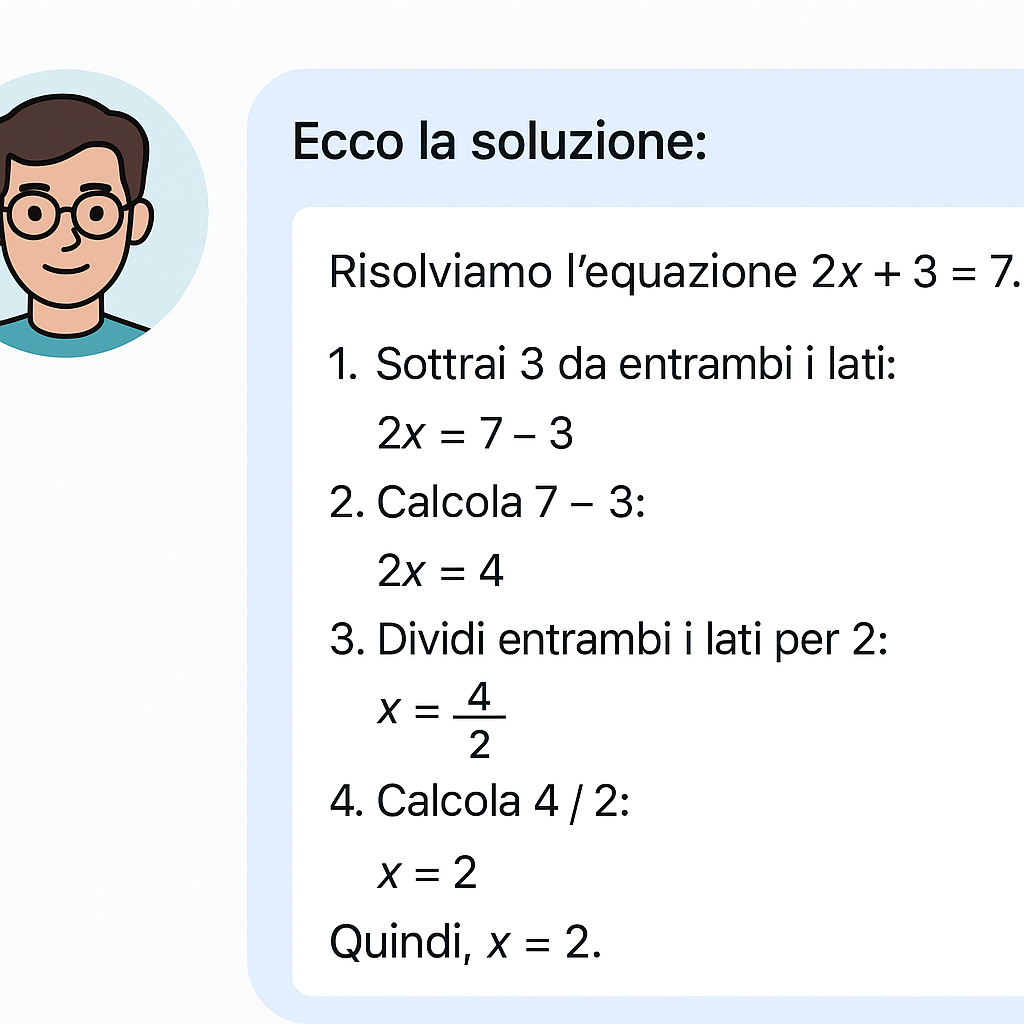 Ecco la soluzione:
Risolviamo l’equazione 2x + 3 = 7.
1. Sottrai 3 da entrambi i lati:
2x = 7 – 3
2. Calcola 7 – 3:
2x = 4
3. Dividi entrambi i lati per 2:
x = 4/2
4. Calcola 4 / 2:
x = 2
Quindi, x = 2.